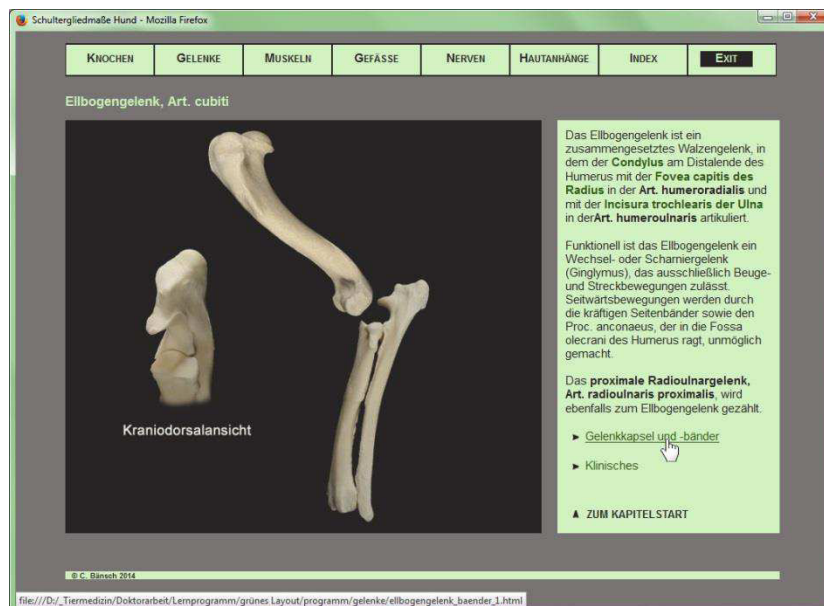 Schultergliedmaße Hund - Mozilla Firefox
KNOCHEN GELENKE MUSKELN GEFÄSSE NERVEN HAUTANHÄNGE INDEX EXIT
Ellbogengelenk, Art. cubiti
Kraniodorsalansicht
Das Ellbogengelenk ist ein
zusammengesetztes Walzengelenk, in
dem der Condylus am Distalende des
Humerus mit der Fovea capitis des
Radius in der Art. humeroradialis und
mit der Incisura trochlearis der Ulna
in derArt. humeroulnaris artikuliert.
Funktionell ist das Ellbogengelenk ein
Wechsel- oder Scharniergelenk
(Ginglymus), das ausschließlich Beuge-
und Streckbewegungen zulässt.
Seitwärtsbewegungen werden durch
die kräftigen Seitenbänder sowie den
Proc. anconaeus, der in die Fossa
olecrani des Humerus ragt, unmöglich
gemacht.
Das proximale Radioulnargelenk,
Art. radioulnaris proximalis, wird
ebenfalls zum Ellbogengelenk gezählt.
Gelenkkapsel und -bänder
Klinisches
ZUM KAPITELSTART
© C. Bänsch 2014
file:///D:/_Tiermedizin/Doktorarbeit/Lernprogramm/grünes Layout/programm/gelenke/ellbogengelenk_baender_1.html